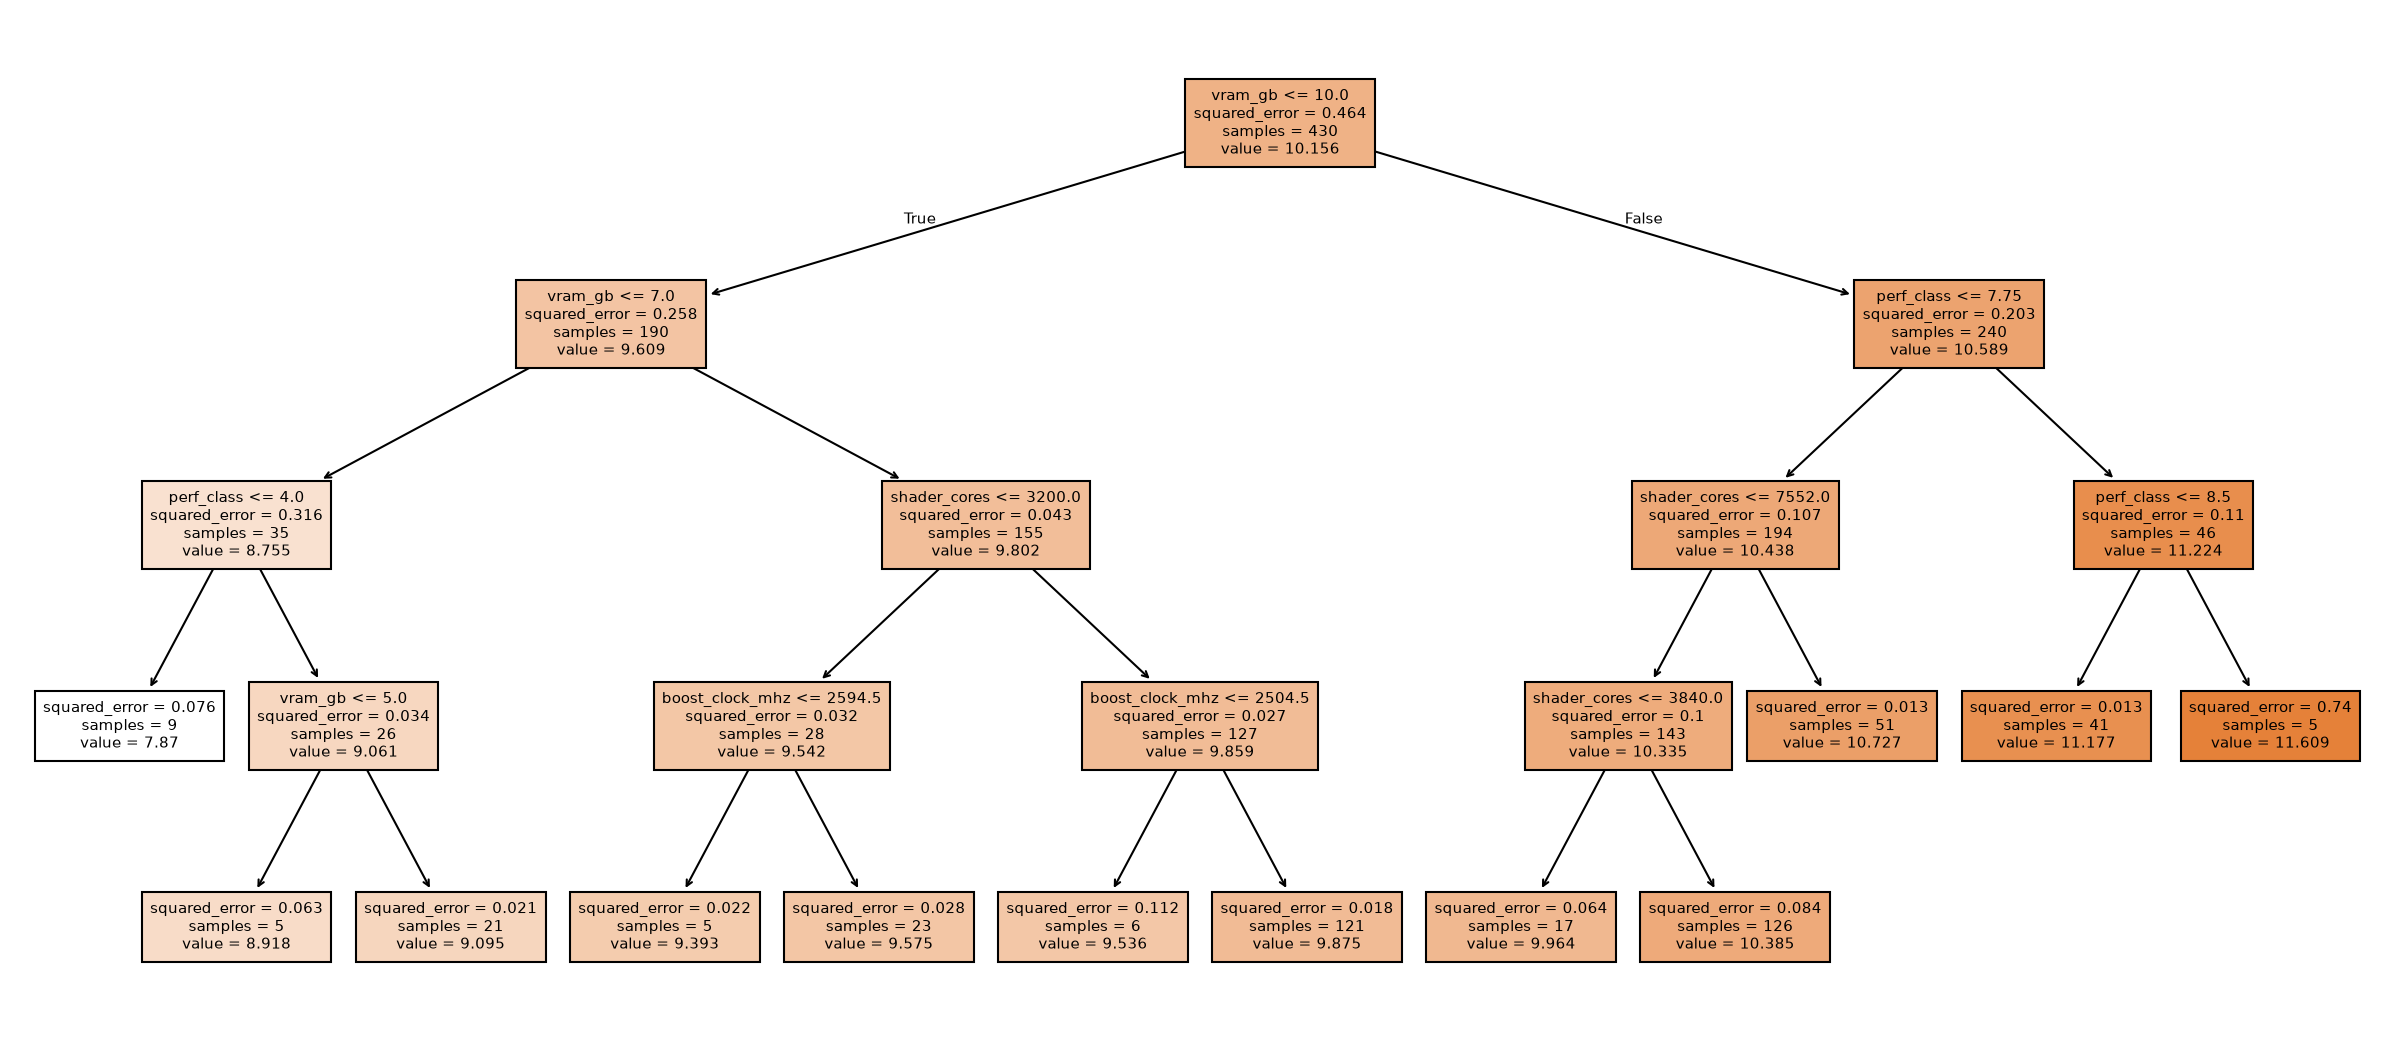 vram_gb <= 10.0
squared_error = 0.464
samples = 430
value = 10.156
True
False
vram_gb <= 7.0
squared_error = 0.258
samples = 190
value = 9.609
perf_class <= 7.75
squared_error = 0.203
samples = 240
value = 10.589
perf_class <= 4.0
squared_error = 0.316
samples = 35
value = 8.755
shader_cores <= 3200.0
squared_error = 0.043
samples = 155
value = 9.802
shader_cores <= 7552.0
squared_error = 0.107
samples = 194
value = 10.438
perf_class <= 8.5
squared_error = 0.11
samples = 46
value = 11.224
squared_error = 0.076
samples = 9
value = 7.87
vram_gb <= 5.0
squared_error = 0.034
samples = 26
value = 9.061
boost_clock_mhz <= 2594.5
squared_error = 0.032
samples = 28
value = 9.542
boost_clock_mhz <= 2504.5
squared_error = 0.027
samples = 127
value = 9.859
shader_cores <= 3840.0
squared_error = 0.1
samples = 143
value = 10.335
squared_error = 0.013
samples = 51
value = 10.727
squared_error = 0.013
samples = 41
value = 11.177
squared_error = 0.74
samples = 5
value = 11.609
squared_error = 0.063
samples = 5
value = 8.918
squared_error = 0.021
samples = 21
value = 9.095
squared_error = 0.022
samples = 5
value = 9.393
squared_error = 0.028
samples = 23
value = 9.575
squared_error = 0.112
samples = 6
value = 9.536
squared_error = 0.018
samples = 121
value = 9.875
squared_error = 0.064
samples = 17
value = 9.964
squared_error = 0.084
samples = 126
value = 10.385